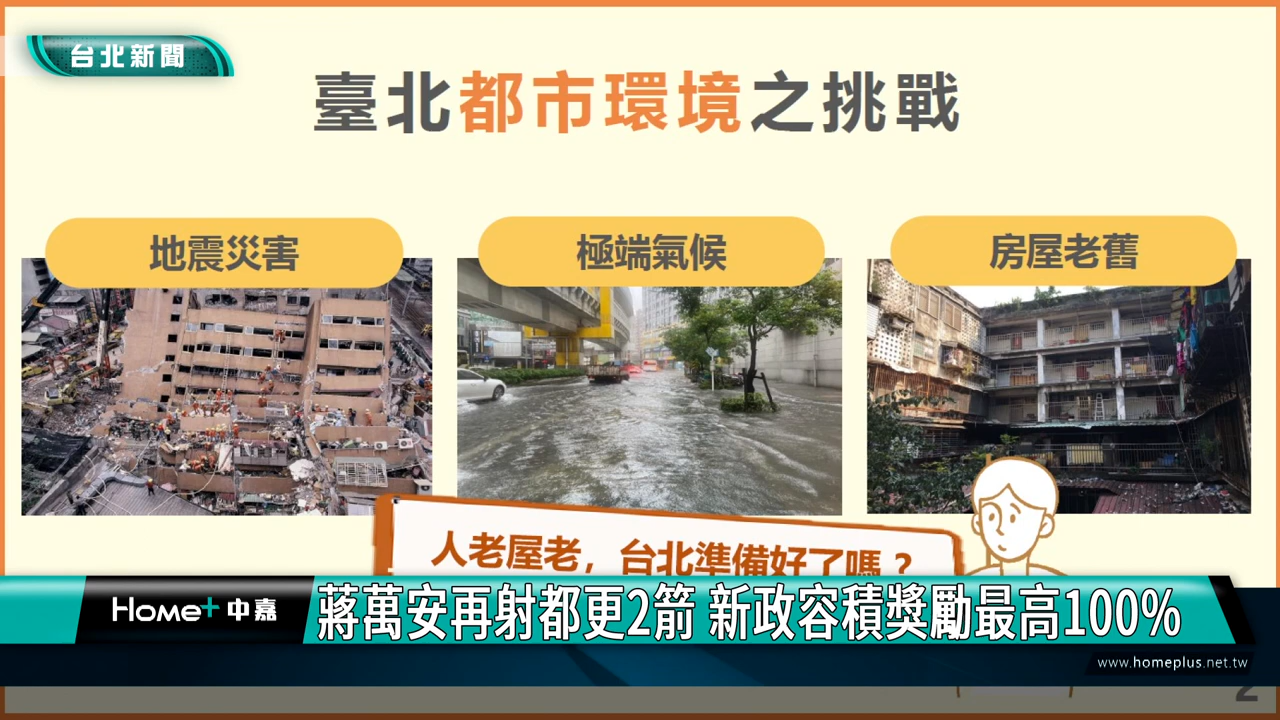 台北新聞
臺北都市環境之挑戰
地震災害
極端氣候
房屋老舊
人老屋老，台北準備好了嗎？
Home+中嘉
蔣萬安再射都更2箭 新政容積獎勵最高100%
www.homeplus.net.tw
2